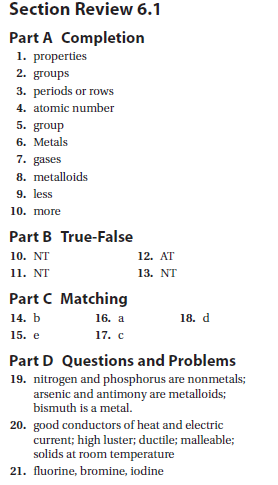 Section Review 6.1
Part A Completion
1. properties
2. groups
3. periods or rows
4. atomic number
5. group
6. Metals
7. gases
8. metalloids
9. less
10. more
Part B True-False
10. NT 12. AT
11. NT 13. NT
Part C Matching
14. b 16. a 18. d
15. e 17. c
Part D Questions and Problems
19. nitrogen and phosphorus are nonmetals;
arsenic and antimony are metalloids;
bismuth is a metal.
20. good conductors of heat and electric
current; high luster; ductile; malleable;
solids at room temperature
21. fluorine, bromine, iodine